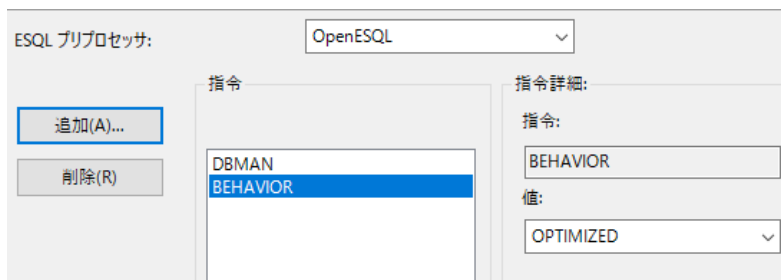 ESQL プリプロセッサ:
OpenESQL
追加(A)...
削除(R)
指令
DBMAN
BEHAVIOR
指令詳細:
指令:
BEHAVIOR
値:
OPTIMIZED